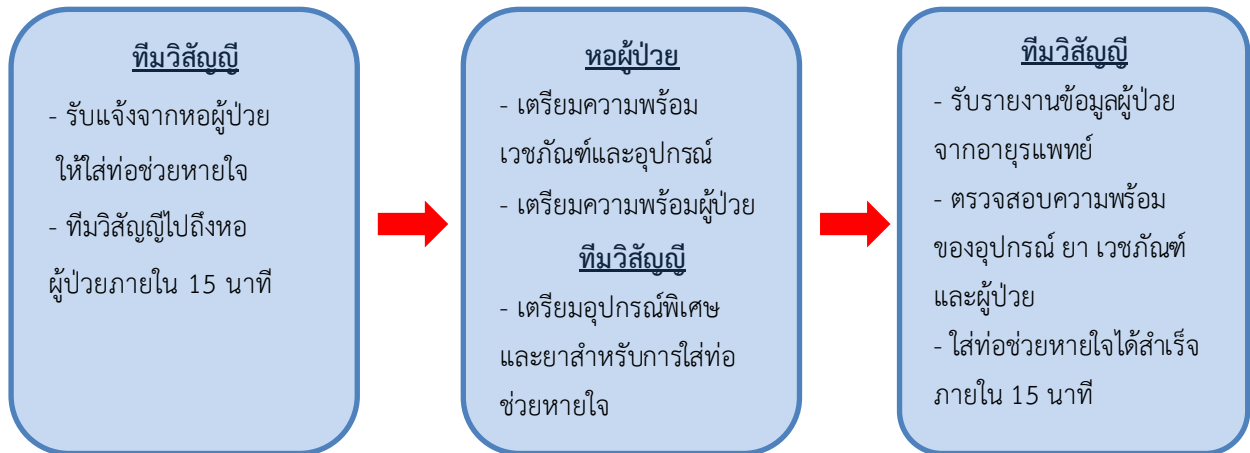 ทีมวิสัญญี
- รับแจ้งจากหอผู้ป่วย
ให้ใส่ท่อช่วยหายใจ
- ทีมวิสัญญีไปถึงหอ
ผู้ป่วยภายใน 15 นาที
หอผู้ป่วย
- เตรียมความพร้อม
เวชภัณฑ์และอุปกรณ์
- เตรียมความพร้อมผู้ป่วย
ทีมวิสัญญี
- เตรียมอุปกรณ์พิเศษ
และยาสำหรับการใส่ท่อ
ช่วยหายใจ
ทีมวิสัญญี
- รับรายงานข้อมูลผู้ป่วย
จากอายุรแพทย์
- ตรวจสอบความพร้อม
ของอุปกรณ์ ยา เวชภัณฑ์
และผู้ป่วย
- ใส่ท่อช่วยหายใจได้สำเร็จ
ภายใน 15 นาที